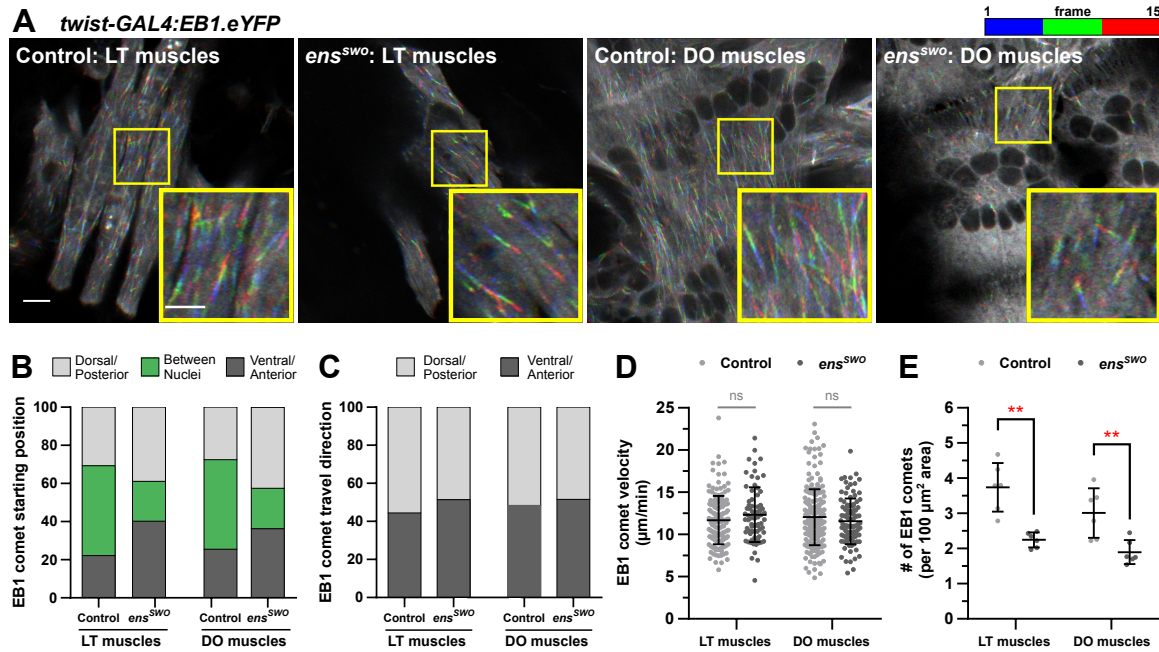 A twist-GAL4:EB1.eYFP
1 frame 15
Control: LT muscles
ens^SWO: LT muscles
Control: DO muscles
ens^SWO: DO muscles
B
Dorsal/
Posterior
Between
Nuclei
Ventral/
Anterior
EB1 comet starting position
100
80
60
40
20
0
Control ens^SWO Control ens^SWO
LT muscles DO muscles
C
Dorsal/
Posterior
Ventral/
Anterior
EB1 comet travel direction
100
80
60
40
20
0
Control ens^SWO Control ens^SWO
LT muscles DO muscles
D
Control ens^SWO
EB1 comet velocity
(µm/min)
25
20
15
10
5
0
ns ns
LT muscles DO muscles
E
Control ens^SWO
# of EB1 comets
(per 100 µm² area)
6
5
4
3
2
1
0
** **
LT muscles DO muscles